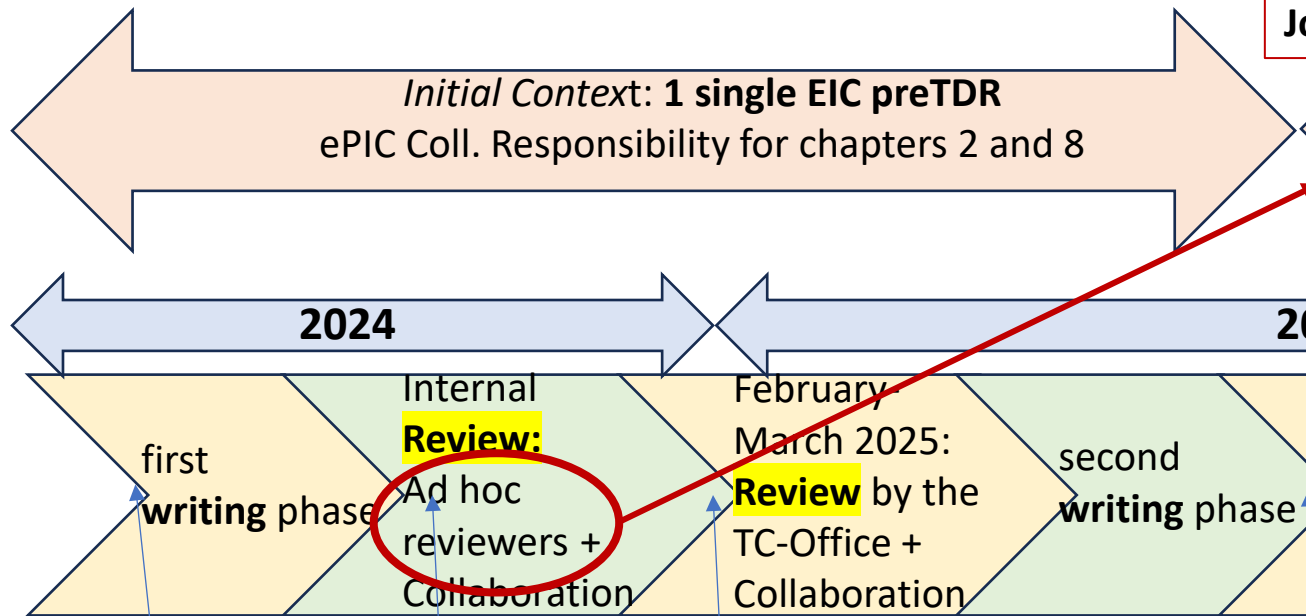 Initial Context: 1 single EIC preTDR
ePIC Coll. Responsibility for chapters 2 and 8
2024
first
writing phase
Internal
Review:
Ad hoc
reviewers +
Collaboration
February-
March 2025:
Review by the
TC-Office +
Collaboration
second
writing phase